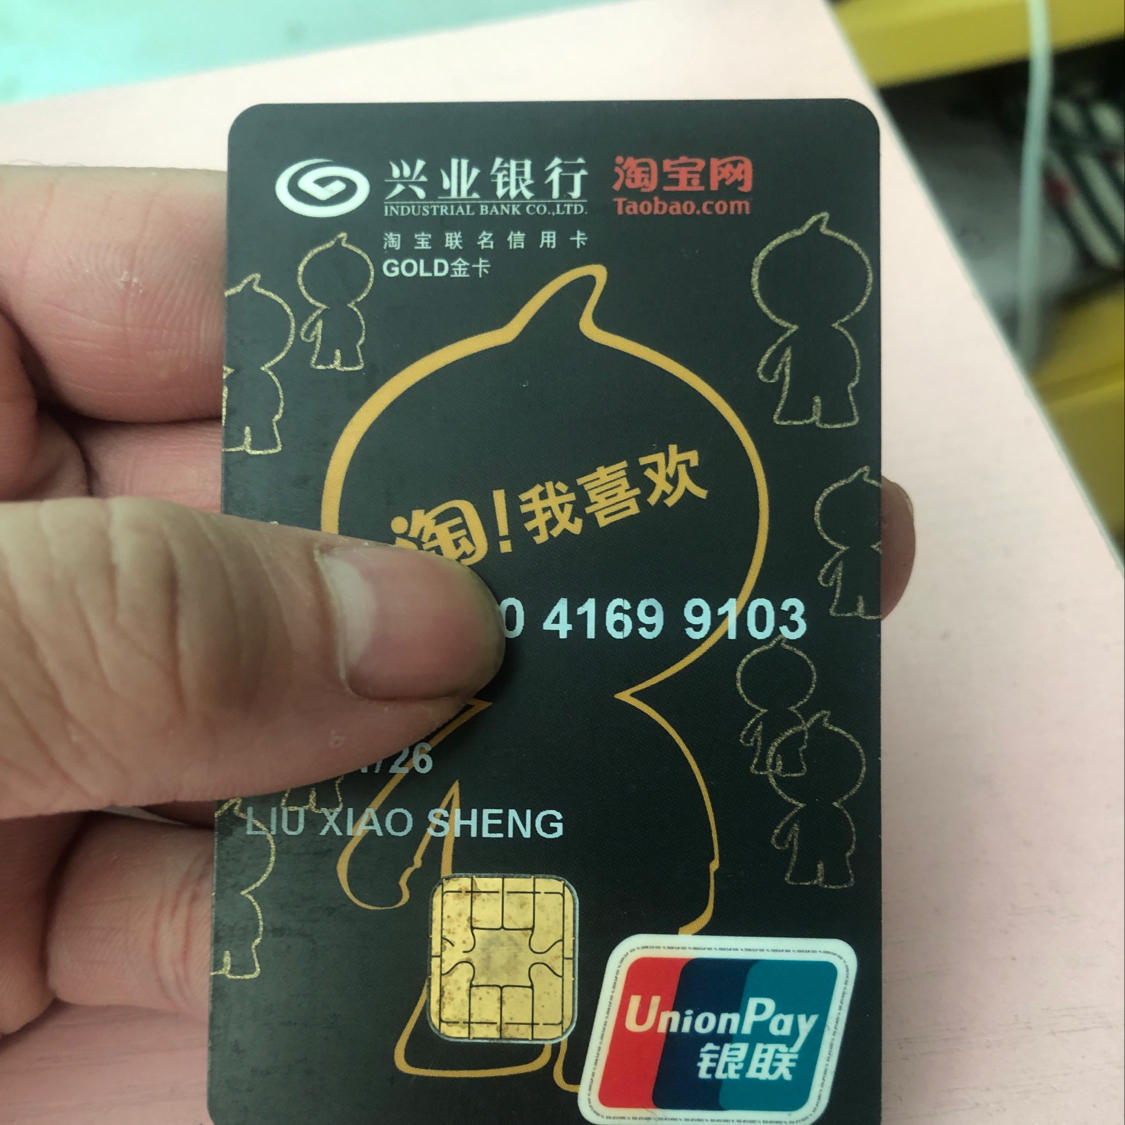 兴业银行 淘宝网
INDUSTRIAL BANK CO.,LTD. Taobao.com
淘宝联名信用卡
GOLD金卡
淘!我喜欢
0 4169 9103
/26
LIU XIAO SHENG
UnionPay
银联